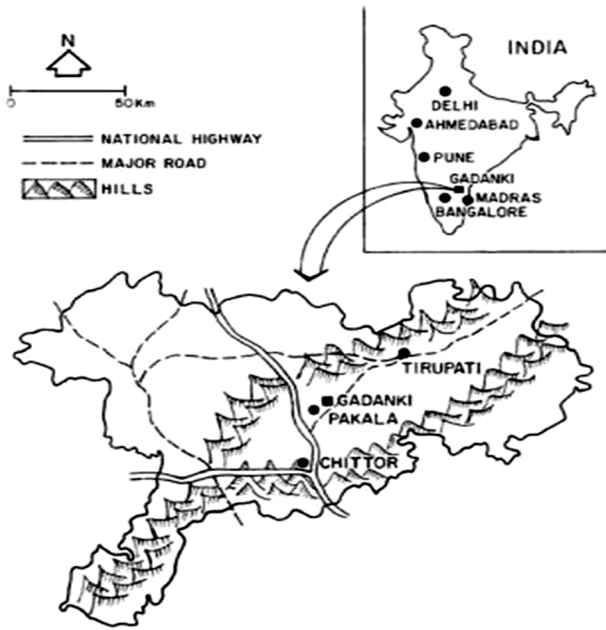 N
0 50Km
NATIONAL HIGHWAY
MAJOR ROAD
HILLS
INDIA
DELHI
AHMEDABAD
PUNE
GADANKI
MADRAS
BANGALORE
TIRUPATI
GADANKI
PAKALA
CHITTOR